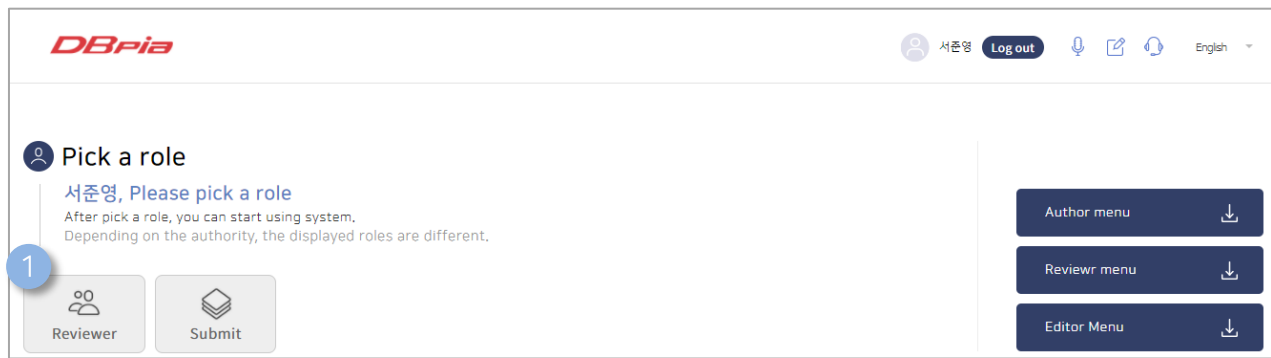 DBpia
서준영 Log out English
Pick a role
서준영, Please pick a role
After pick a role, you can start using system.
Depending on the authority, the displayed roles are different.
1
Reviewer Submit
Author menu
Reviewr menu
Editor Menu